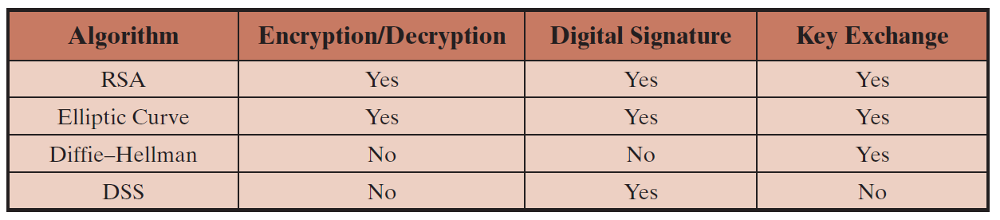 Algorithm Encryption/Decryption Digital Signature Key Exchange
RSA Yes Yes Yes
Elliptic Curve Yes Yes Yes
Diffie–Hellman No No Yes
DSS No Yes No